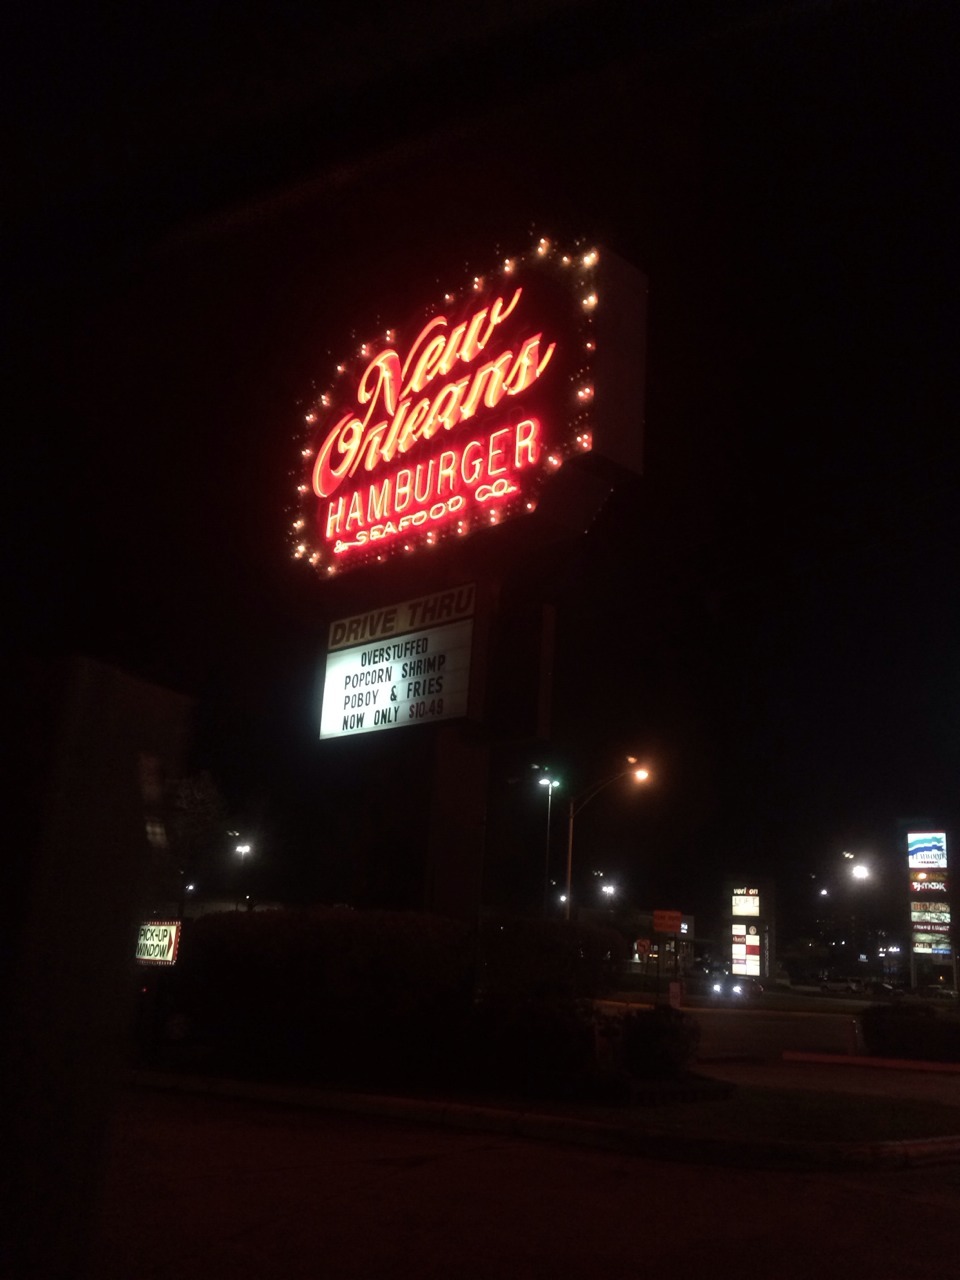 New
Orleans
HAMBURGER
& SEAFOOD CO.
DRIVE THRU
OVERSTUFFED
POPCORN SHRIMP
POBOY & FRIES
NOW ONLY $10.49
PICK-UP
WINDOW
verizon
T.J.maxx